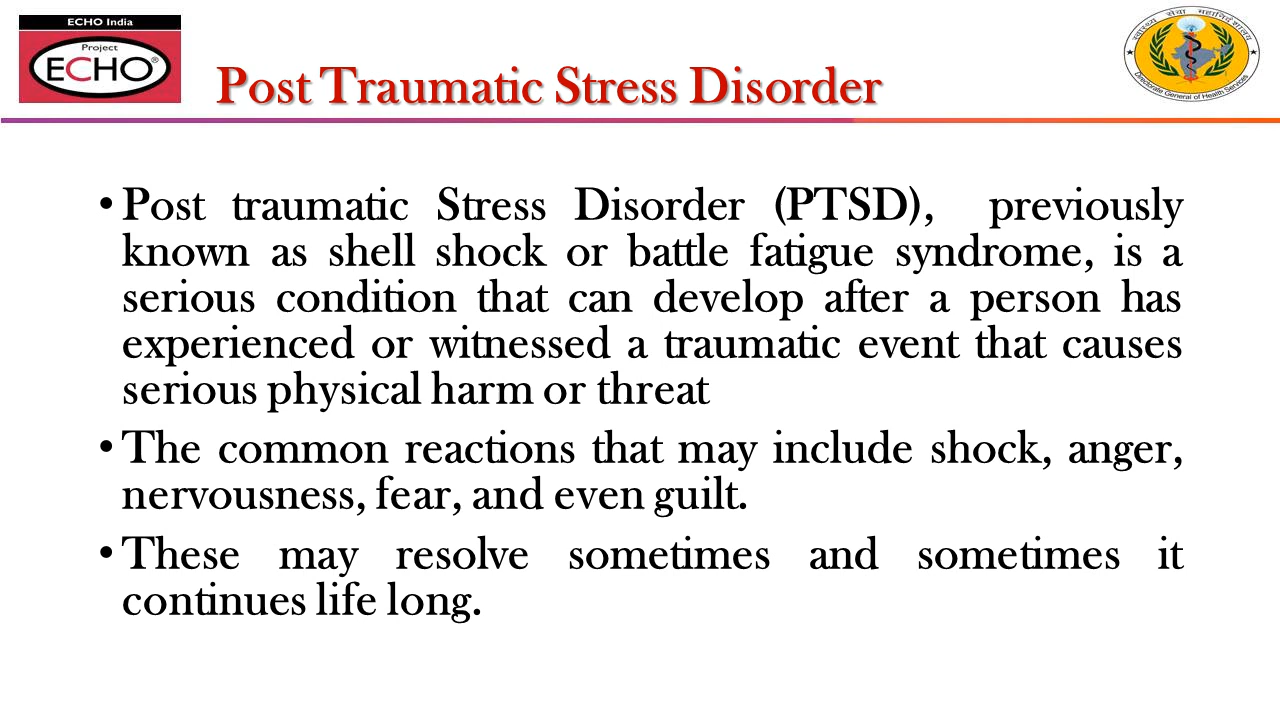 ECHO India
Project
ECHO®
स्वास्थ्य सेवा महानिदेशालय
Directorate General of Health Services
Post Traumatic Stress Disorder
• Post traumatic Stress Disorder (PTSD), previously
known as shell shock or battle fatigue syndrome, is a
serious condition that can develop after a person has
experienced or witnessed a traumatic event that causes
serious physical harm or threat
• The common reactions that may include shock, anger,
nervousness, fear, and even guilt.
• These may resolve sometimes and sometimes it
continues life long.